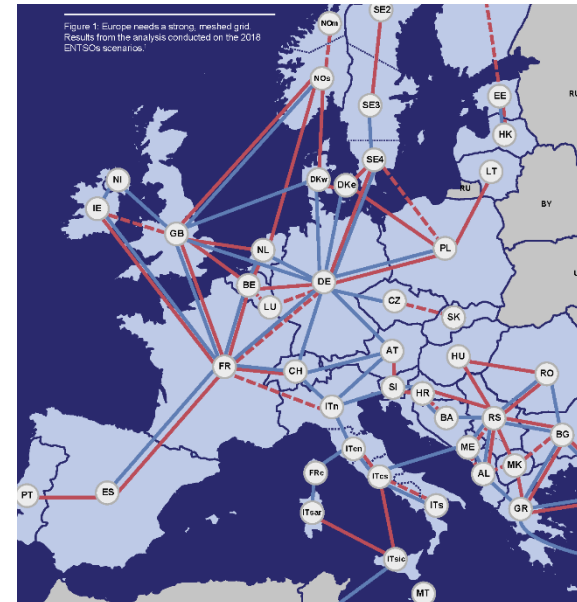 Figure 1: Europe needs a strong, meshed grid.
Results from the analysis conducted on the 2018
ENTSOs scenarios.
NOm
SE2
NOs
SE3
EE
HK
RU
SE4
LT
NI
DKw
DKe
RU
BY
IE
GB
NL
PL
BE
DE
LU
CZ
SK
FR
CH
AT
HU
RO
SI
HR
ITn
BA
RS
BG
ITen
ME
FRc
ITcs
AL
MK
PT
ES
ITs
GR
ITsar
ITsic
MT